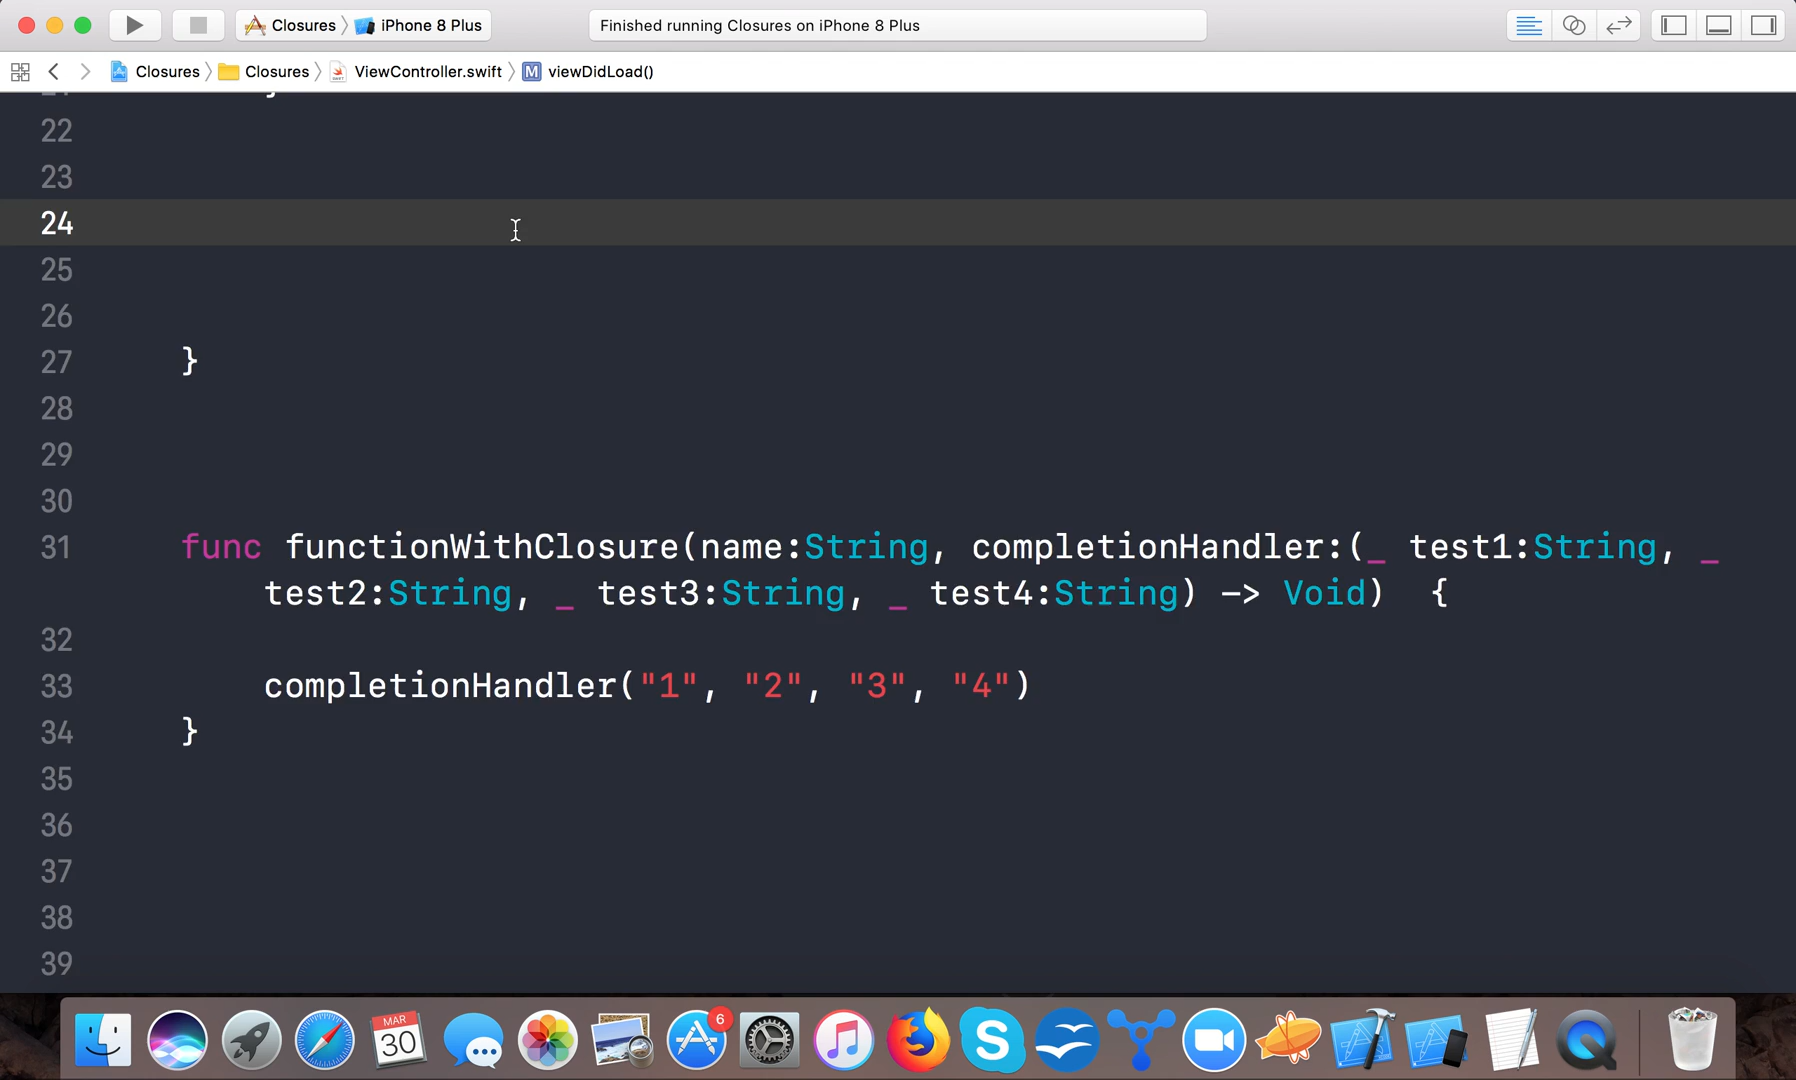 Closures 〉 iPhone 8 Plus
Finished running Closures on iPhone 8 Plus
Closures 〉 Closures 〉 ViewController.swift 〉 M viewDidLoad()
}
22
23
24
25
26
27 }
28
29
30
31 func functionWithClosure(name:String, completionHandler:(_ test1:String, _
test2:String, _ test3:String, _ test4:String) -> Void)  {
32
33 completionHandler("1", "2", "3", "4")
34 }
35
36
37
38
39
MAR
30
6
S